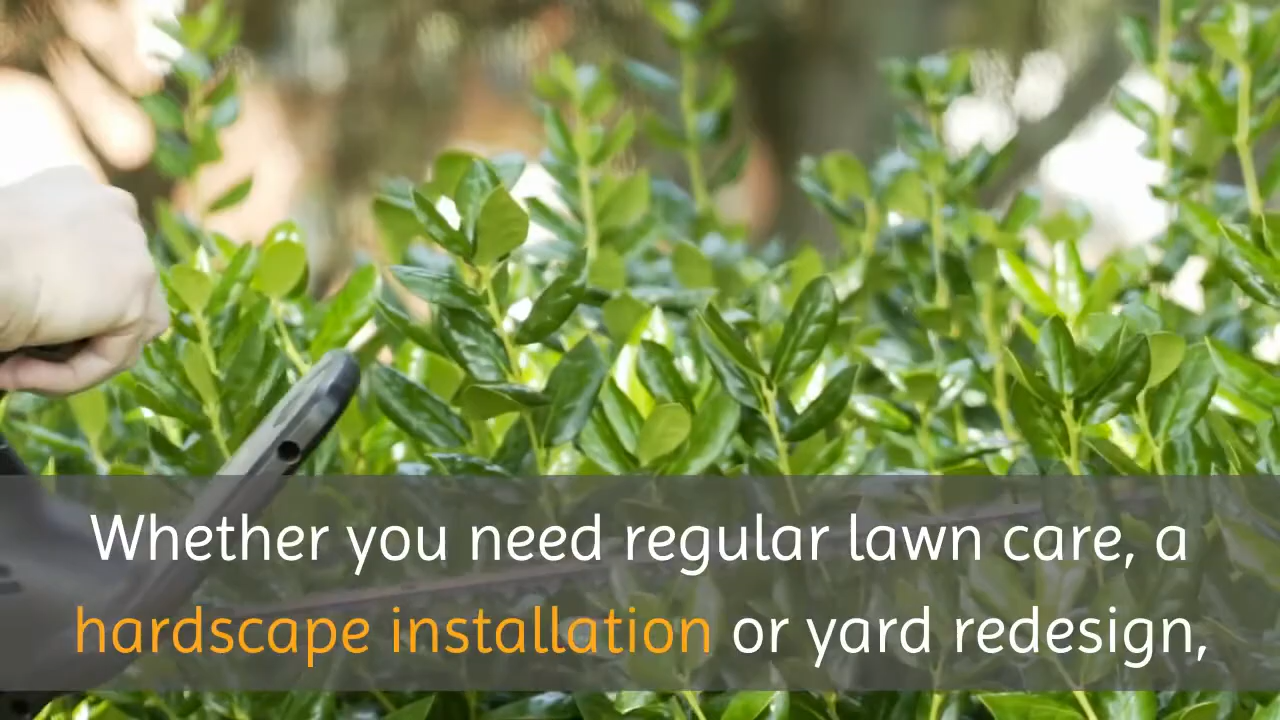 Whether you need regular lawn care, a
hardscape installation or yard redesign,